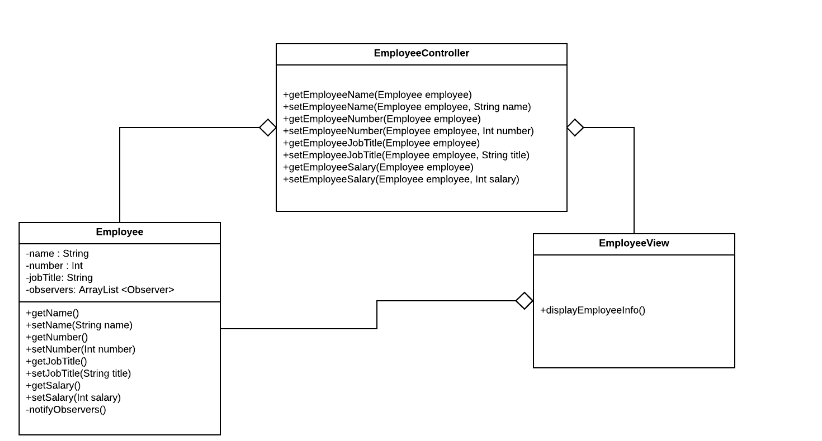 EmployeeController
+getEmployeeName(Employee employee)
+setEmployeeName(Employee employee, String name)
+getEmployeeNumber(Employee employee)
+setEmployeeNumber(Employee employee, Int number)
+getEmployeeJobTitle(Employee employee)
+setEmployeeJobTitle(Employee employee, String title)
+getEmployeeSalary(Employee employee)
+setEmployeeSalary(Employee employee, Int salary)
Employee
-name : String
-number : Int
-jobTitle: String
-observers: ArrayList <Observer>
+getName()
+setName(String name)
+getNumber()
+setNumber(Int number)
+getJobTitle()
+setJobTitle(String title)
+getSalary()
+setSalary(Int salary)
-notifyObservers()
EmployeeView
+displayEmployeeInfo()